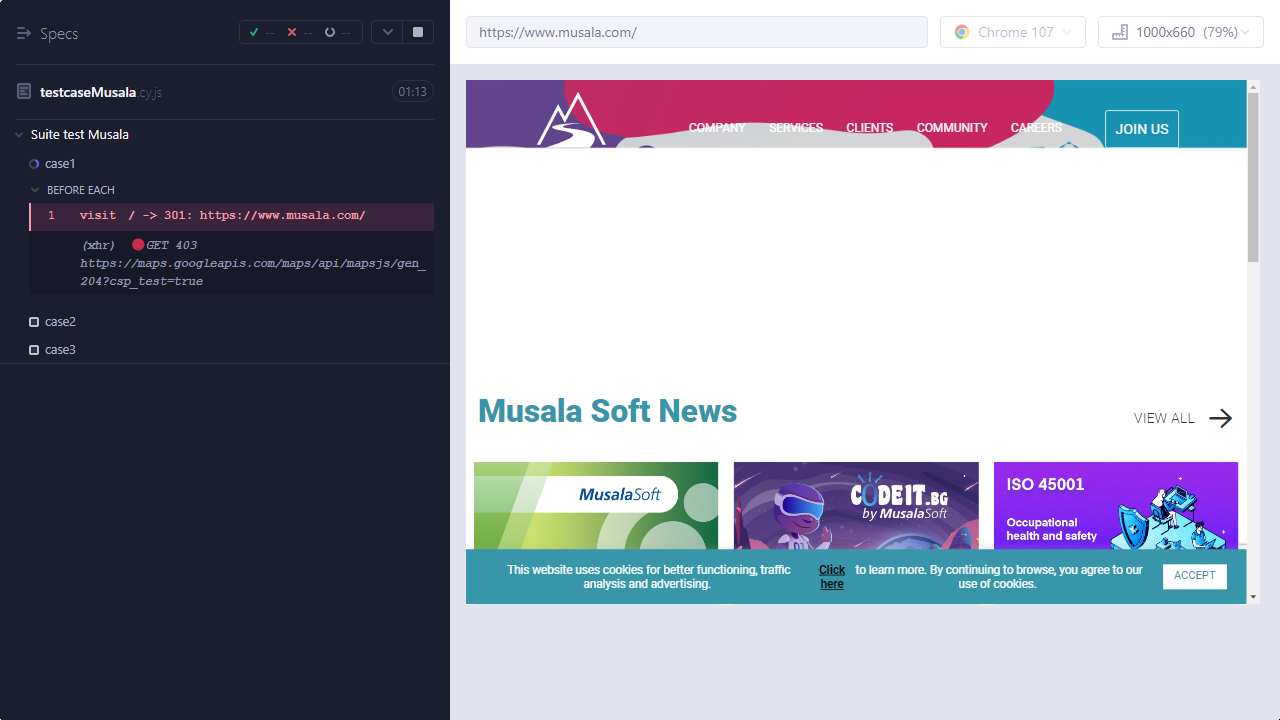 Specs
-- -- --
testcaseMusala.cy.js 01:13
Suite test Musala
case1
BEFORE EACH
1 visit / -> 301: https://www.musala.com/
(xhr) GET 403
https://maps.googleapis.com/maps/api/mapsjs/gen_
204?csp_test=true
case2
case3
https://www.musala.com/
Chrome 107
1000x660 (79%)
COMPANY SERVICES CLIENTS COMMUNITY CAREERS JOIN US
Musala Soft News
VIEW ALL
MusalaSoft
CODEIT.BG
by MusalaSoft
ISO 45001
Occupational
health and safety
This website uses cookies for better functioning, traffic
analysis and advertising.
Click
here
to learn more. By continuing to browse, you agree to our
use of cookies.
ACCEPT